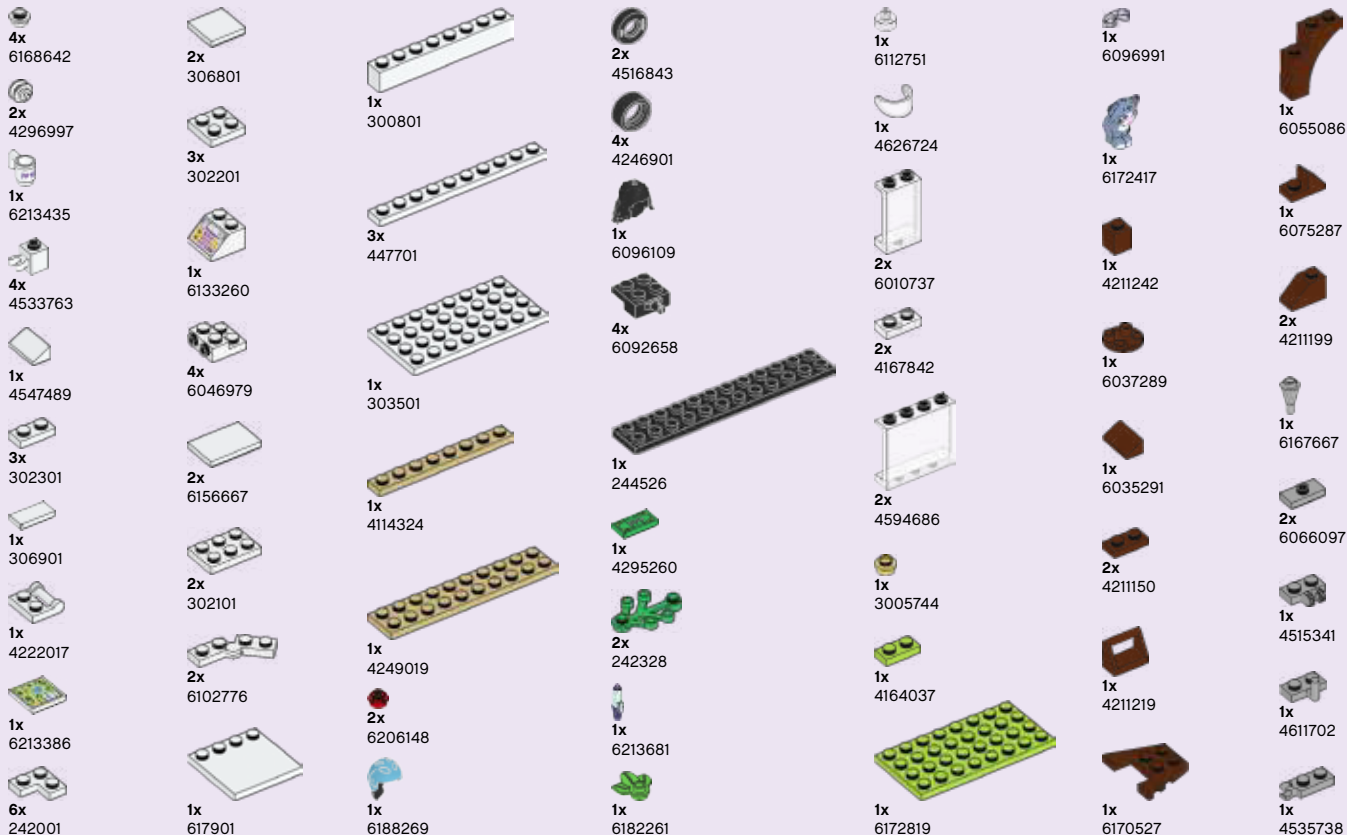 4x
6168642
2x
4296997
1x
6213435
4x
4533763
1x
4547489
3x
302301
1x
306901
1x
4222017
1x
6213386
6x
242001
2x
306801
3x
302201
1x
6133260
4x
6046979
2x
6156667
2x
302101
2x
6102776
1x
617901
1x
300801
3x
447701
1x
303501
1x
4114324
1x
4249019
2x
6206148
1x
6188269
2x
4516843
4x
4246901
1x
6096109
4x
6092658
1x
244526
1x
4295260
2x
242328
1x
6213681
1x
6182261
1x
6112751
1x
4626724
2x
6010737
2x
4167842
2x
4594686
1x
3005744
1x
4164037
1x
6172819
1x
6096991
1x
6172417
1x
4211242
1x
6037289
1x
6035291
2x
4211150
1x
4211219
1x
6170527
1x
6055086
1x
6075287
2x
4211199
1x
6167667
2x
6066097
1x
4515341
1x
4611702
1x
4535738